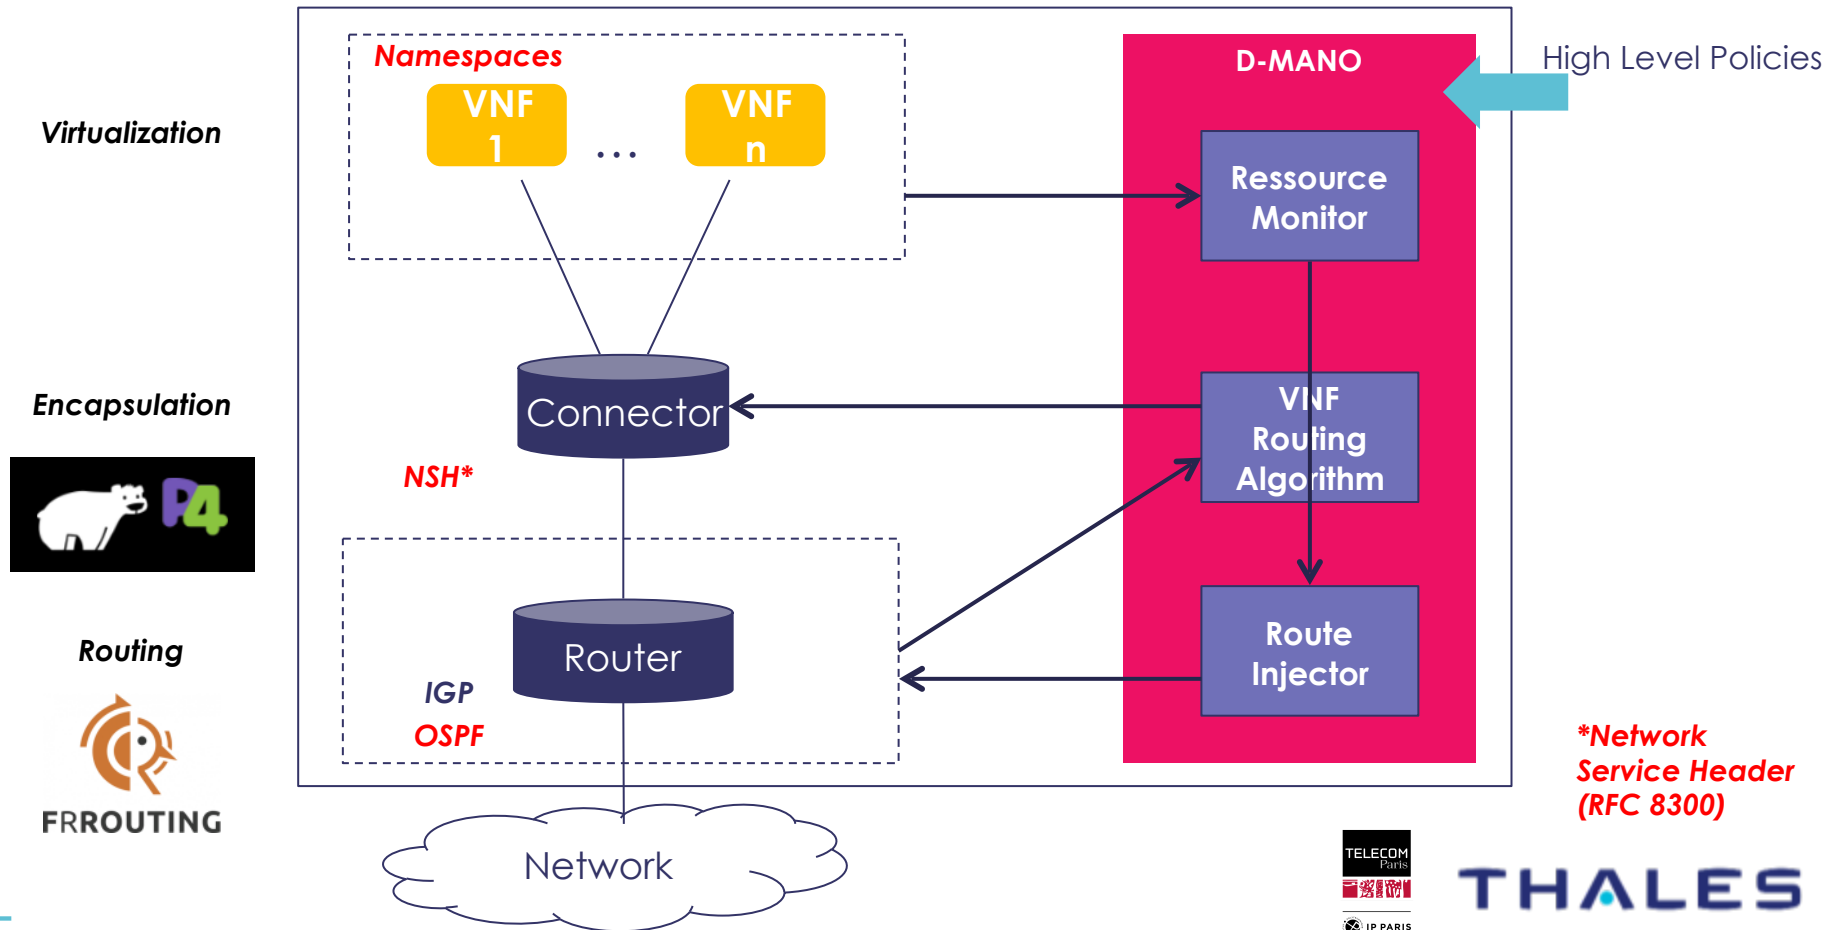 Namespaces
D-MANO
High Level Policies
VNF
1
...
VNF
n
Virtualization
Ressource
Monitor
Encapsulation
Connector
VNF
Routing
Algorithm
NSH*
P4
Routing
Router
Route
Injector
IGP
OSPF
FRROUTING
*Network
Service Header
(RFC 8300)
Network
TELECOM
Paris
IP PARIS
THALES